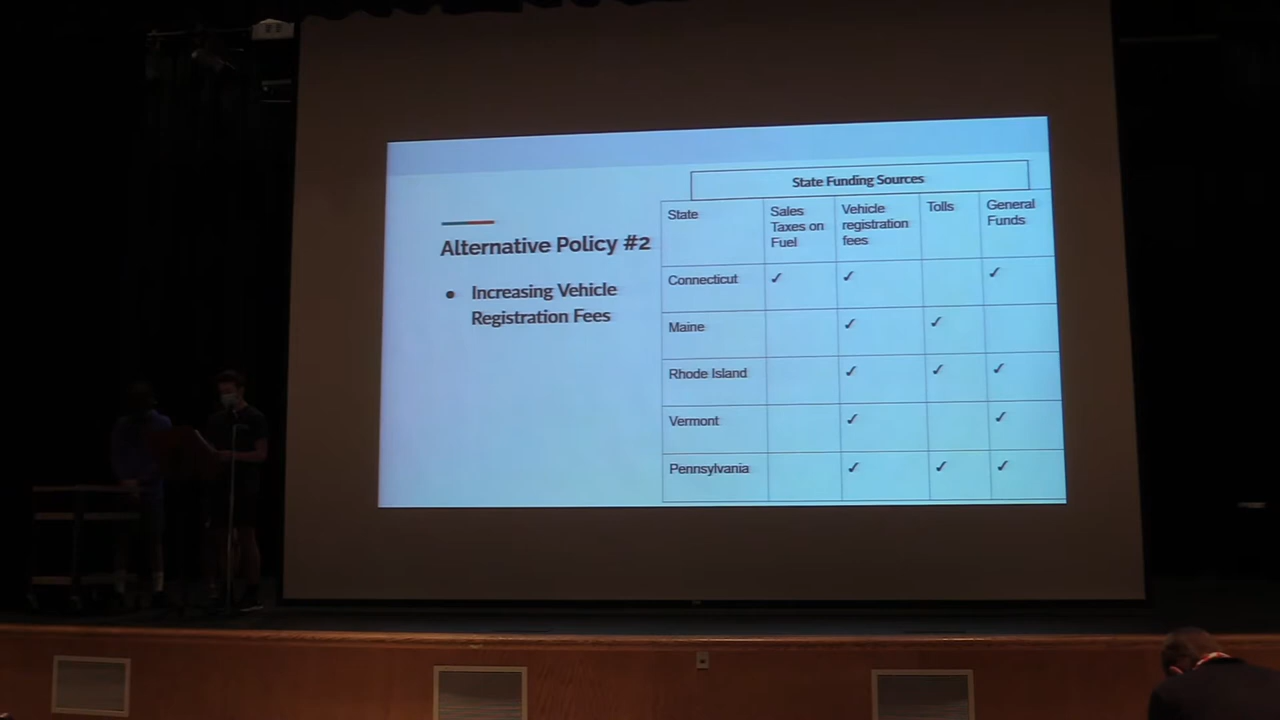 Alternative Policy #2
● Increasing Vehicle
Registration Fees
State Funding Sources
State
Sales
Taxes on
Fuel
Vehicle
registration
fees
Tolls
General
Funds
Connecticut ✓ ✓ ✓
Maine ✓ ✓
Rhode Island ✓ ✓ ✓
Vermont ✓ ✓
Pennsylvania ✓ ✓ ✓